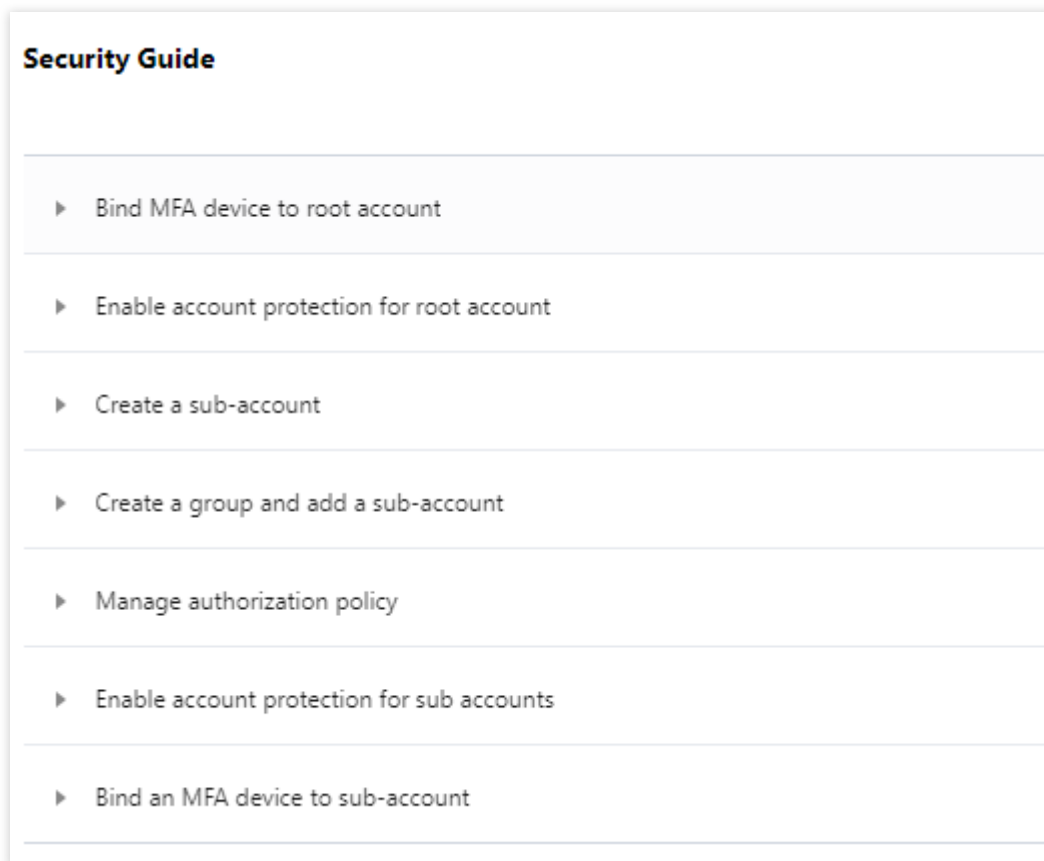 Security Guide
Bind MFA device to root account
Enable account protection for root account
Create a sub-account
Create a group and add a sub-account
Manage authorization policy
Enable account protection for sub accounts
Bind an MFA device to sub-account